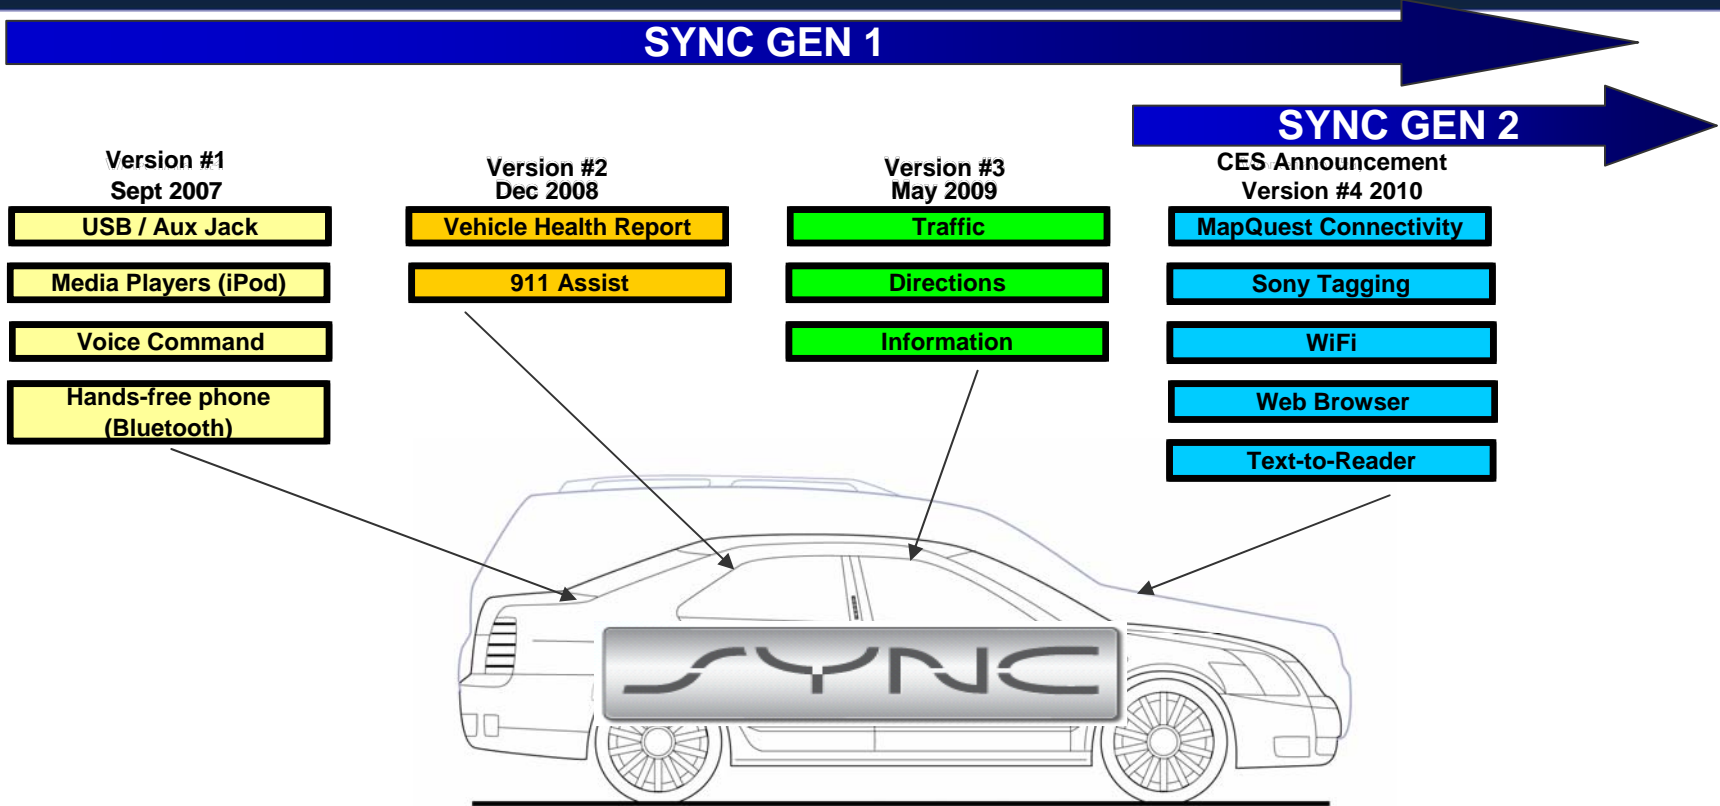 SYNC GEN 1
SYNC GEN 2
Version #1
Sept 2007
USB / Aux Jack
Media Players (iPod)
Voice Command
Hands-free phone
(Bluetooth)
Version #2
Dec 2008
Vehicle Health Report
911 Assist
Version #3
May 2009
Traffic
Directions
Information
CES Announcement
Version #4 2010
MapQuest Connectivity
Sony Tagging
WiFi
Web Browser
Text-to-Reader
SYNC